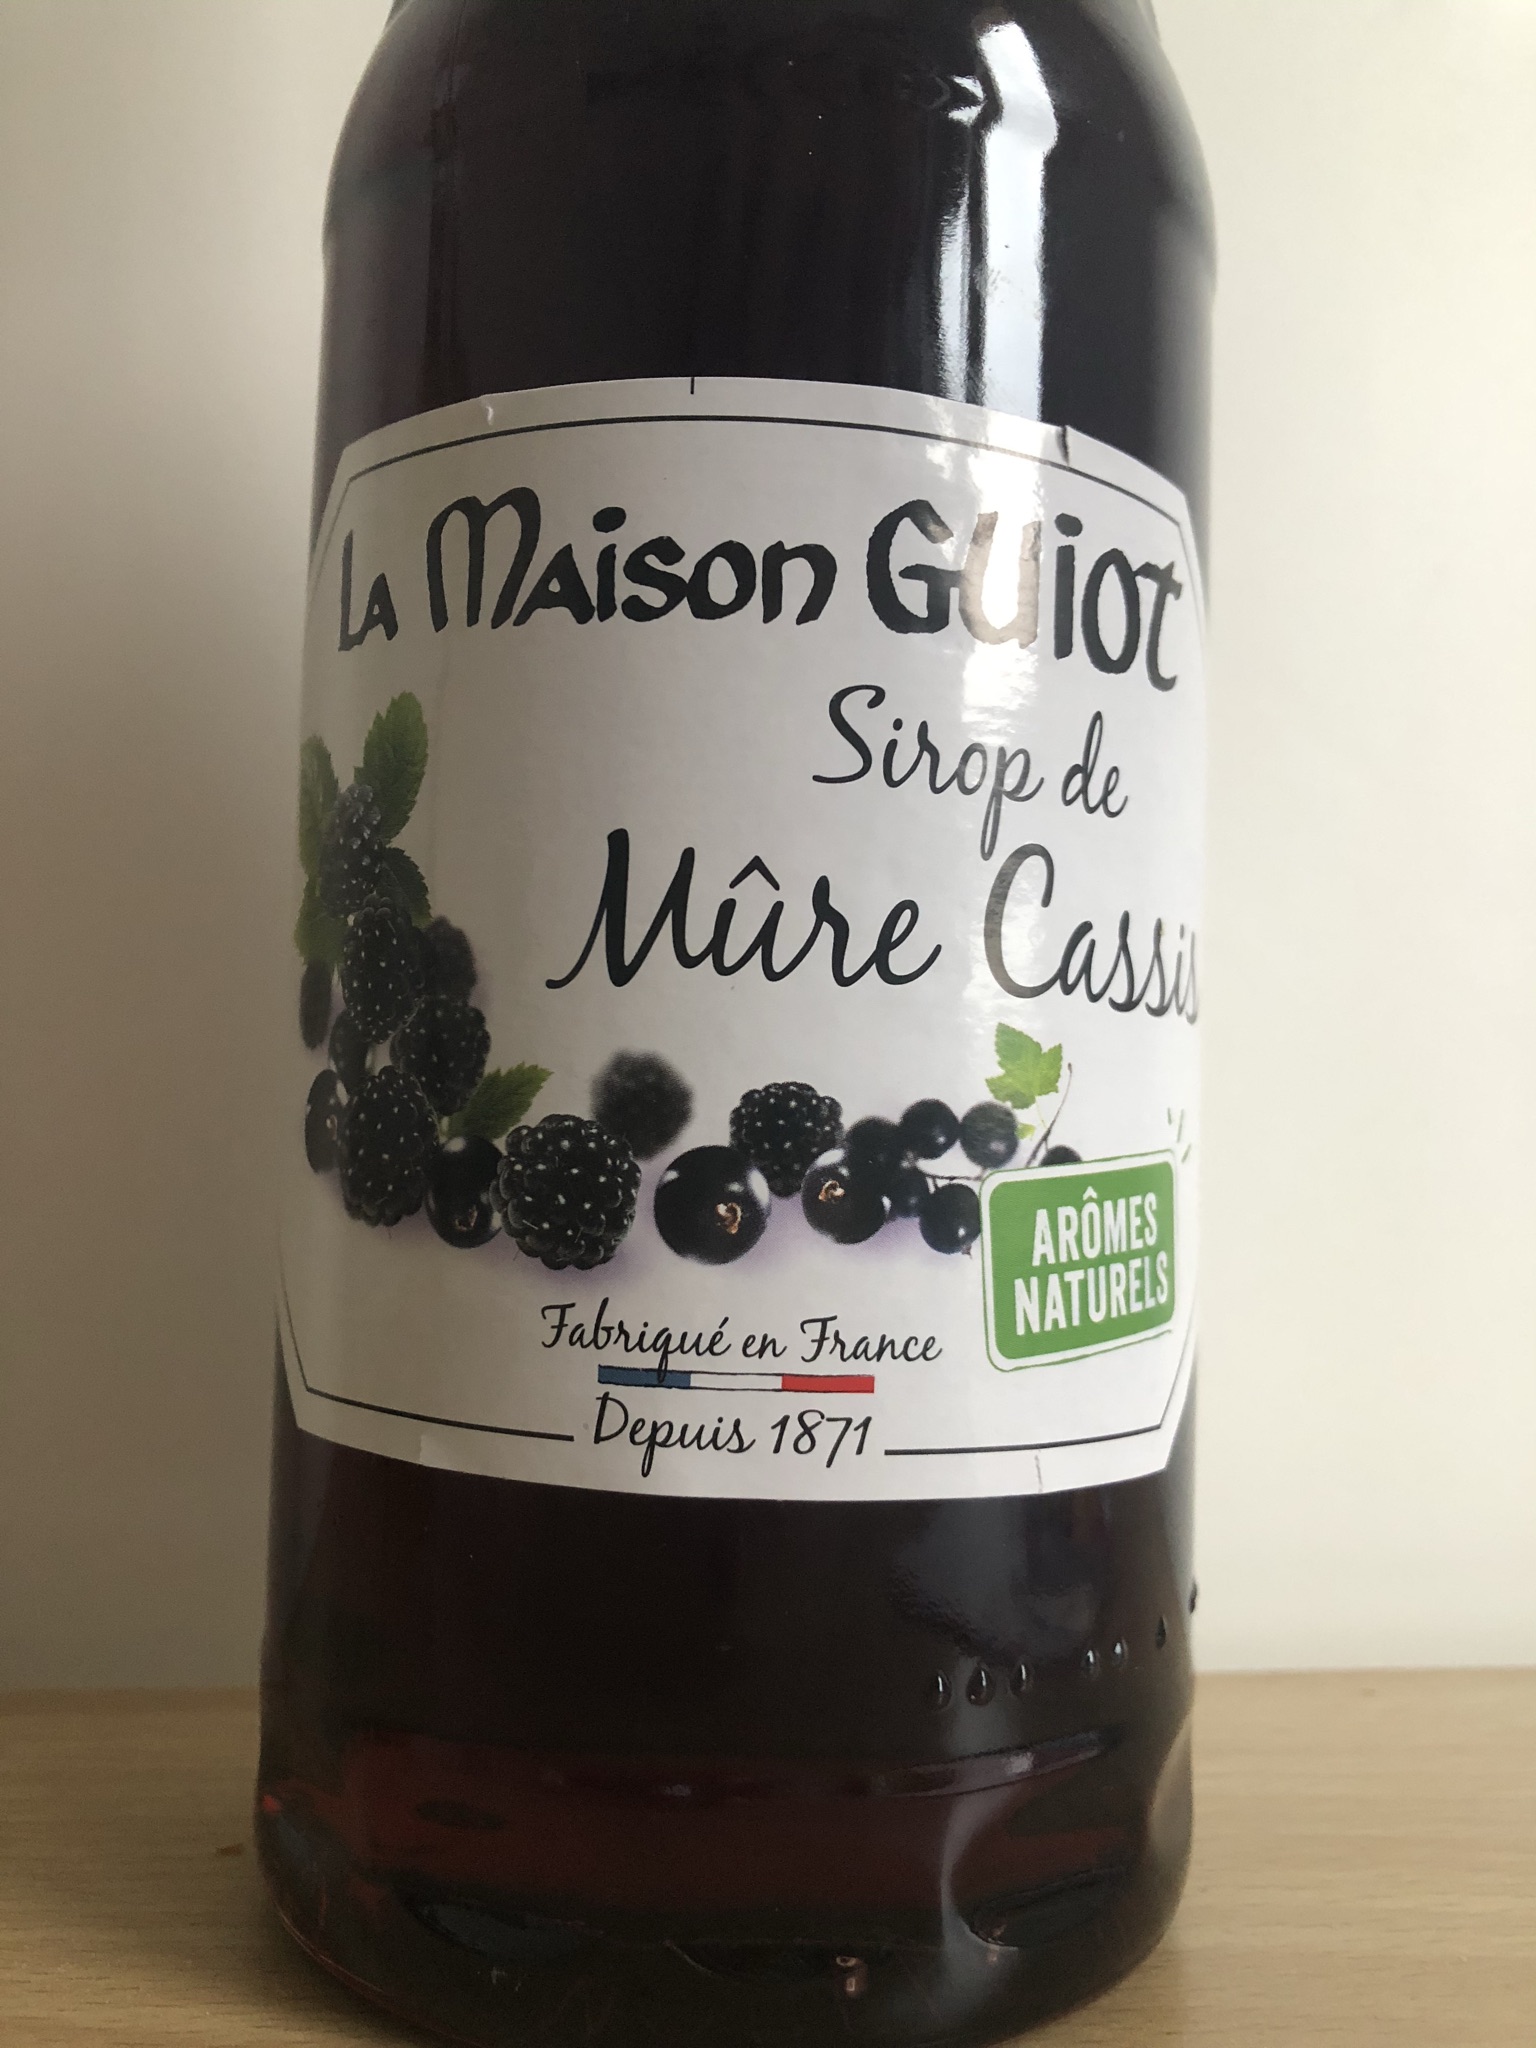 La Maison Guiot
Sirop de
Mûre Cassis
ARÔMES
NATURELS
Fabriqué en France
Depuis 1871